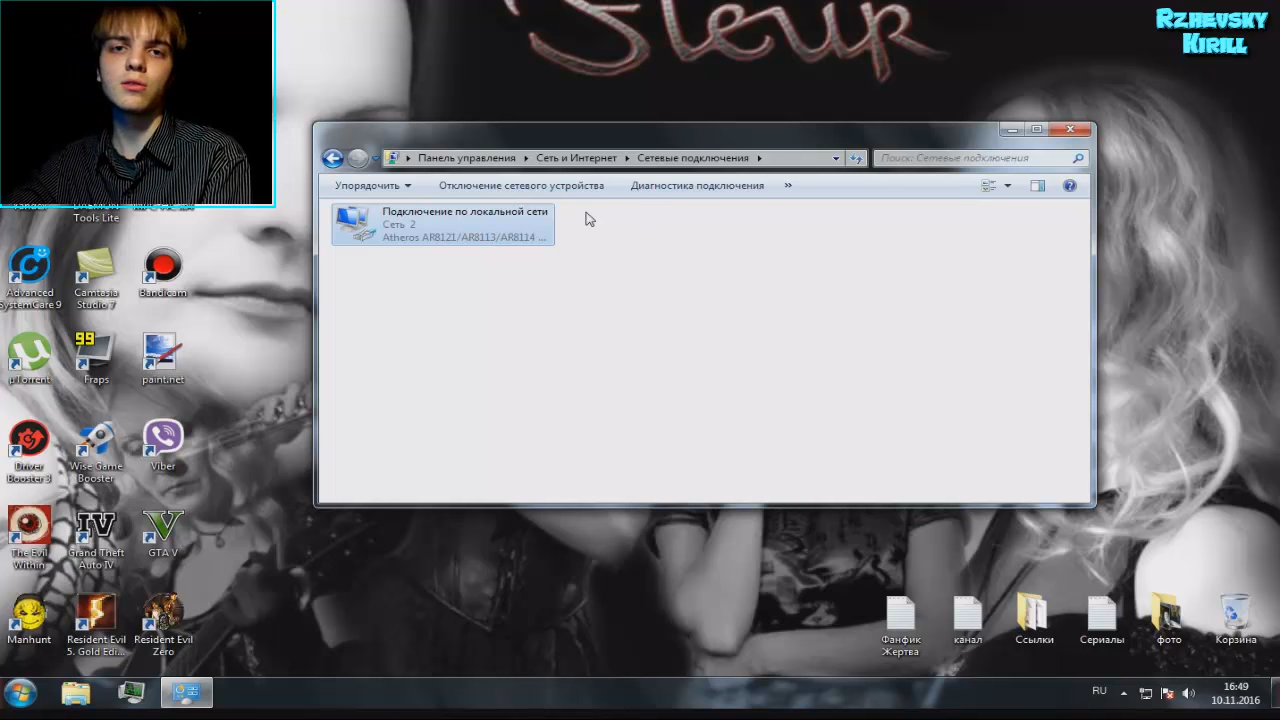 Fleur
Rzhevsky
Kirill
Панель управления
Сеть и Интернет
Сетевые подключения
Поиск: Сетевые подключения
Упорядочить
Отключение сетевого устройства
Диагностика подключения
»
Подключение по локальной сети
Сеть 2
Atheros AR8121/AR8113/AR8114 ...
Tools Lite
Advanced
SystemCare 9
Camtasia
Studio 7
Bandicam
µTorrent
99
Fraps
paint.net
Driver
Booster 3
Wise Game
Booster
Viber
The Evil
Within
IV
Grand Theft
Auto IV
V
GTA V
Manhunt
Resident Evil
5. Gold Edi...
Resident Evil
Zero
Фанфик
Жертва
канал
Ссылки
Сериалы
фото
Корзина
RU
16:49
10.11.2016